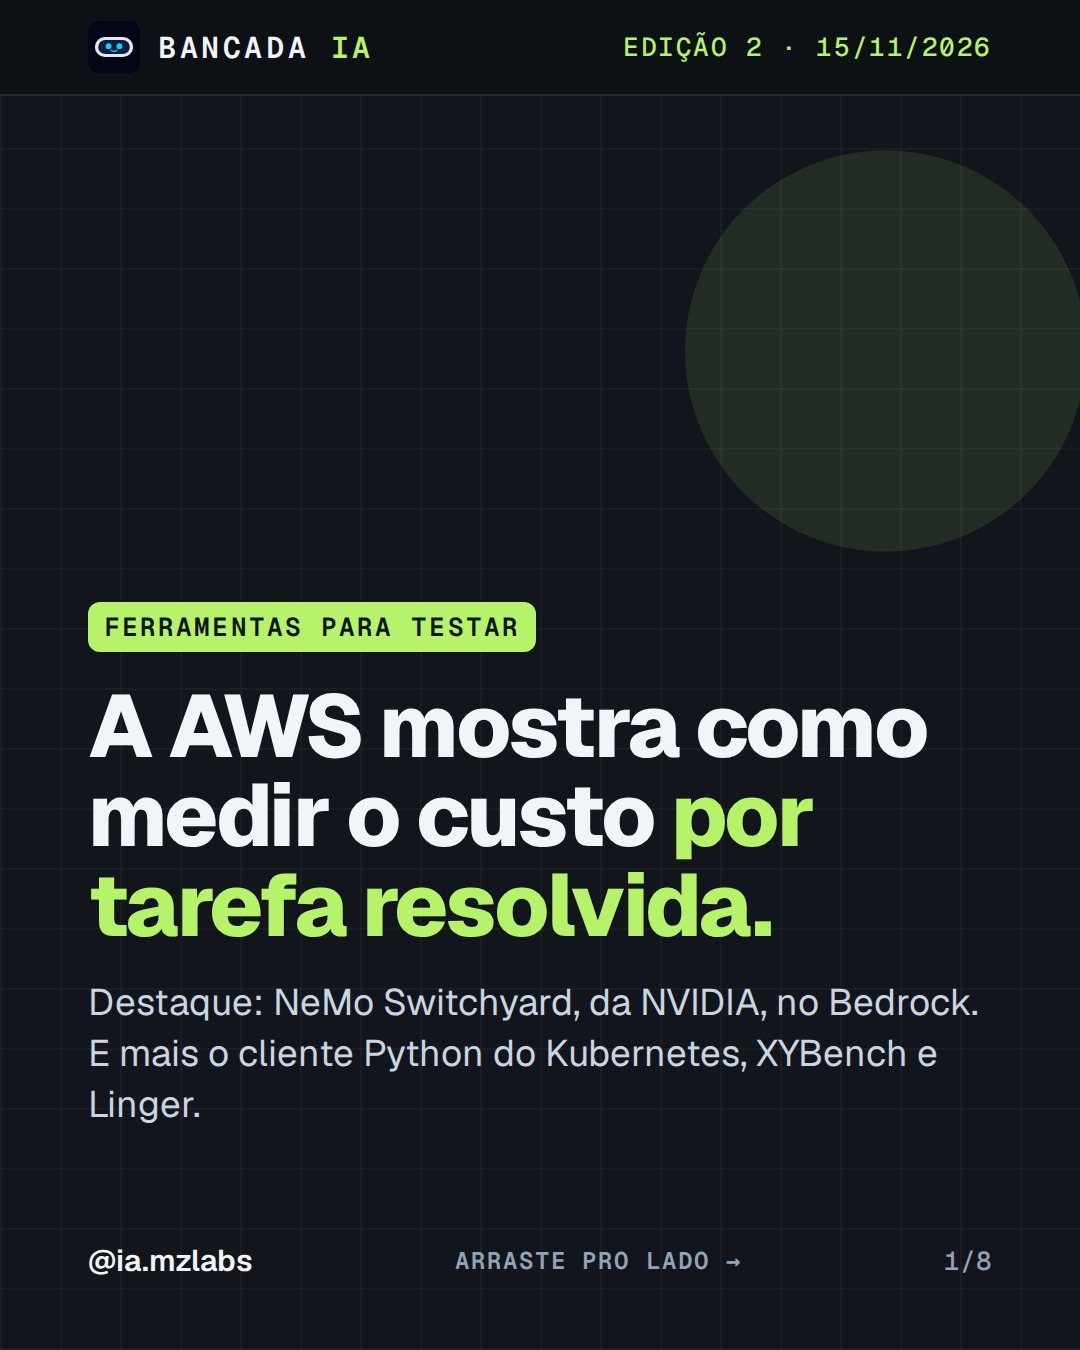 BANCADA IA
EDIÇÃO 2 · 15/11/2026
FERRAMENTAS PARA TESTAR
A AWS mostra como
medir o custo por
tarefa resolvida.
Destaque: NeMo Switchyard, da NVIDIA, no Bedrock.
E mais o cliente Python do Kubernetes, XYBench e
Linger.
@ia.mzlabs
ARRASTE PRO LADO →
1/8